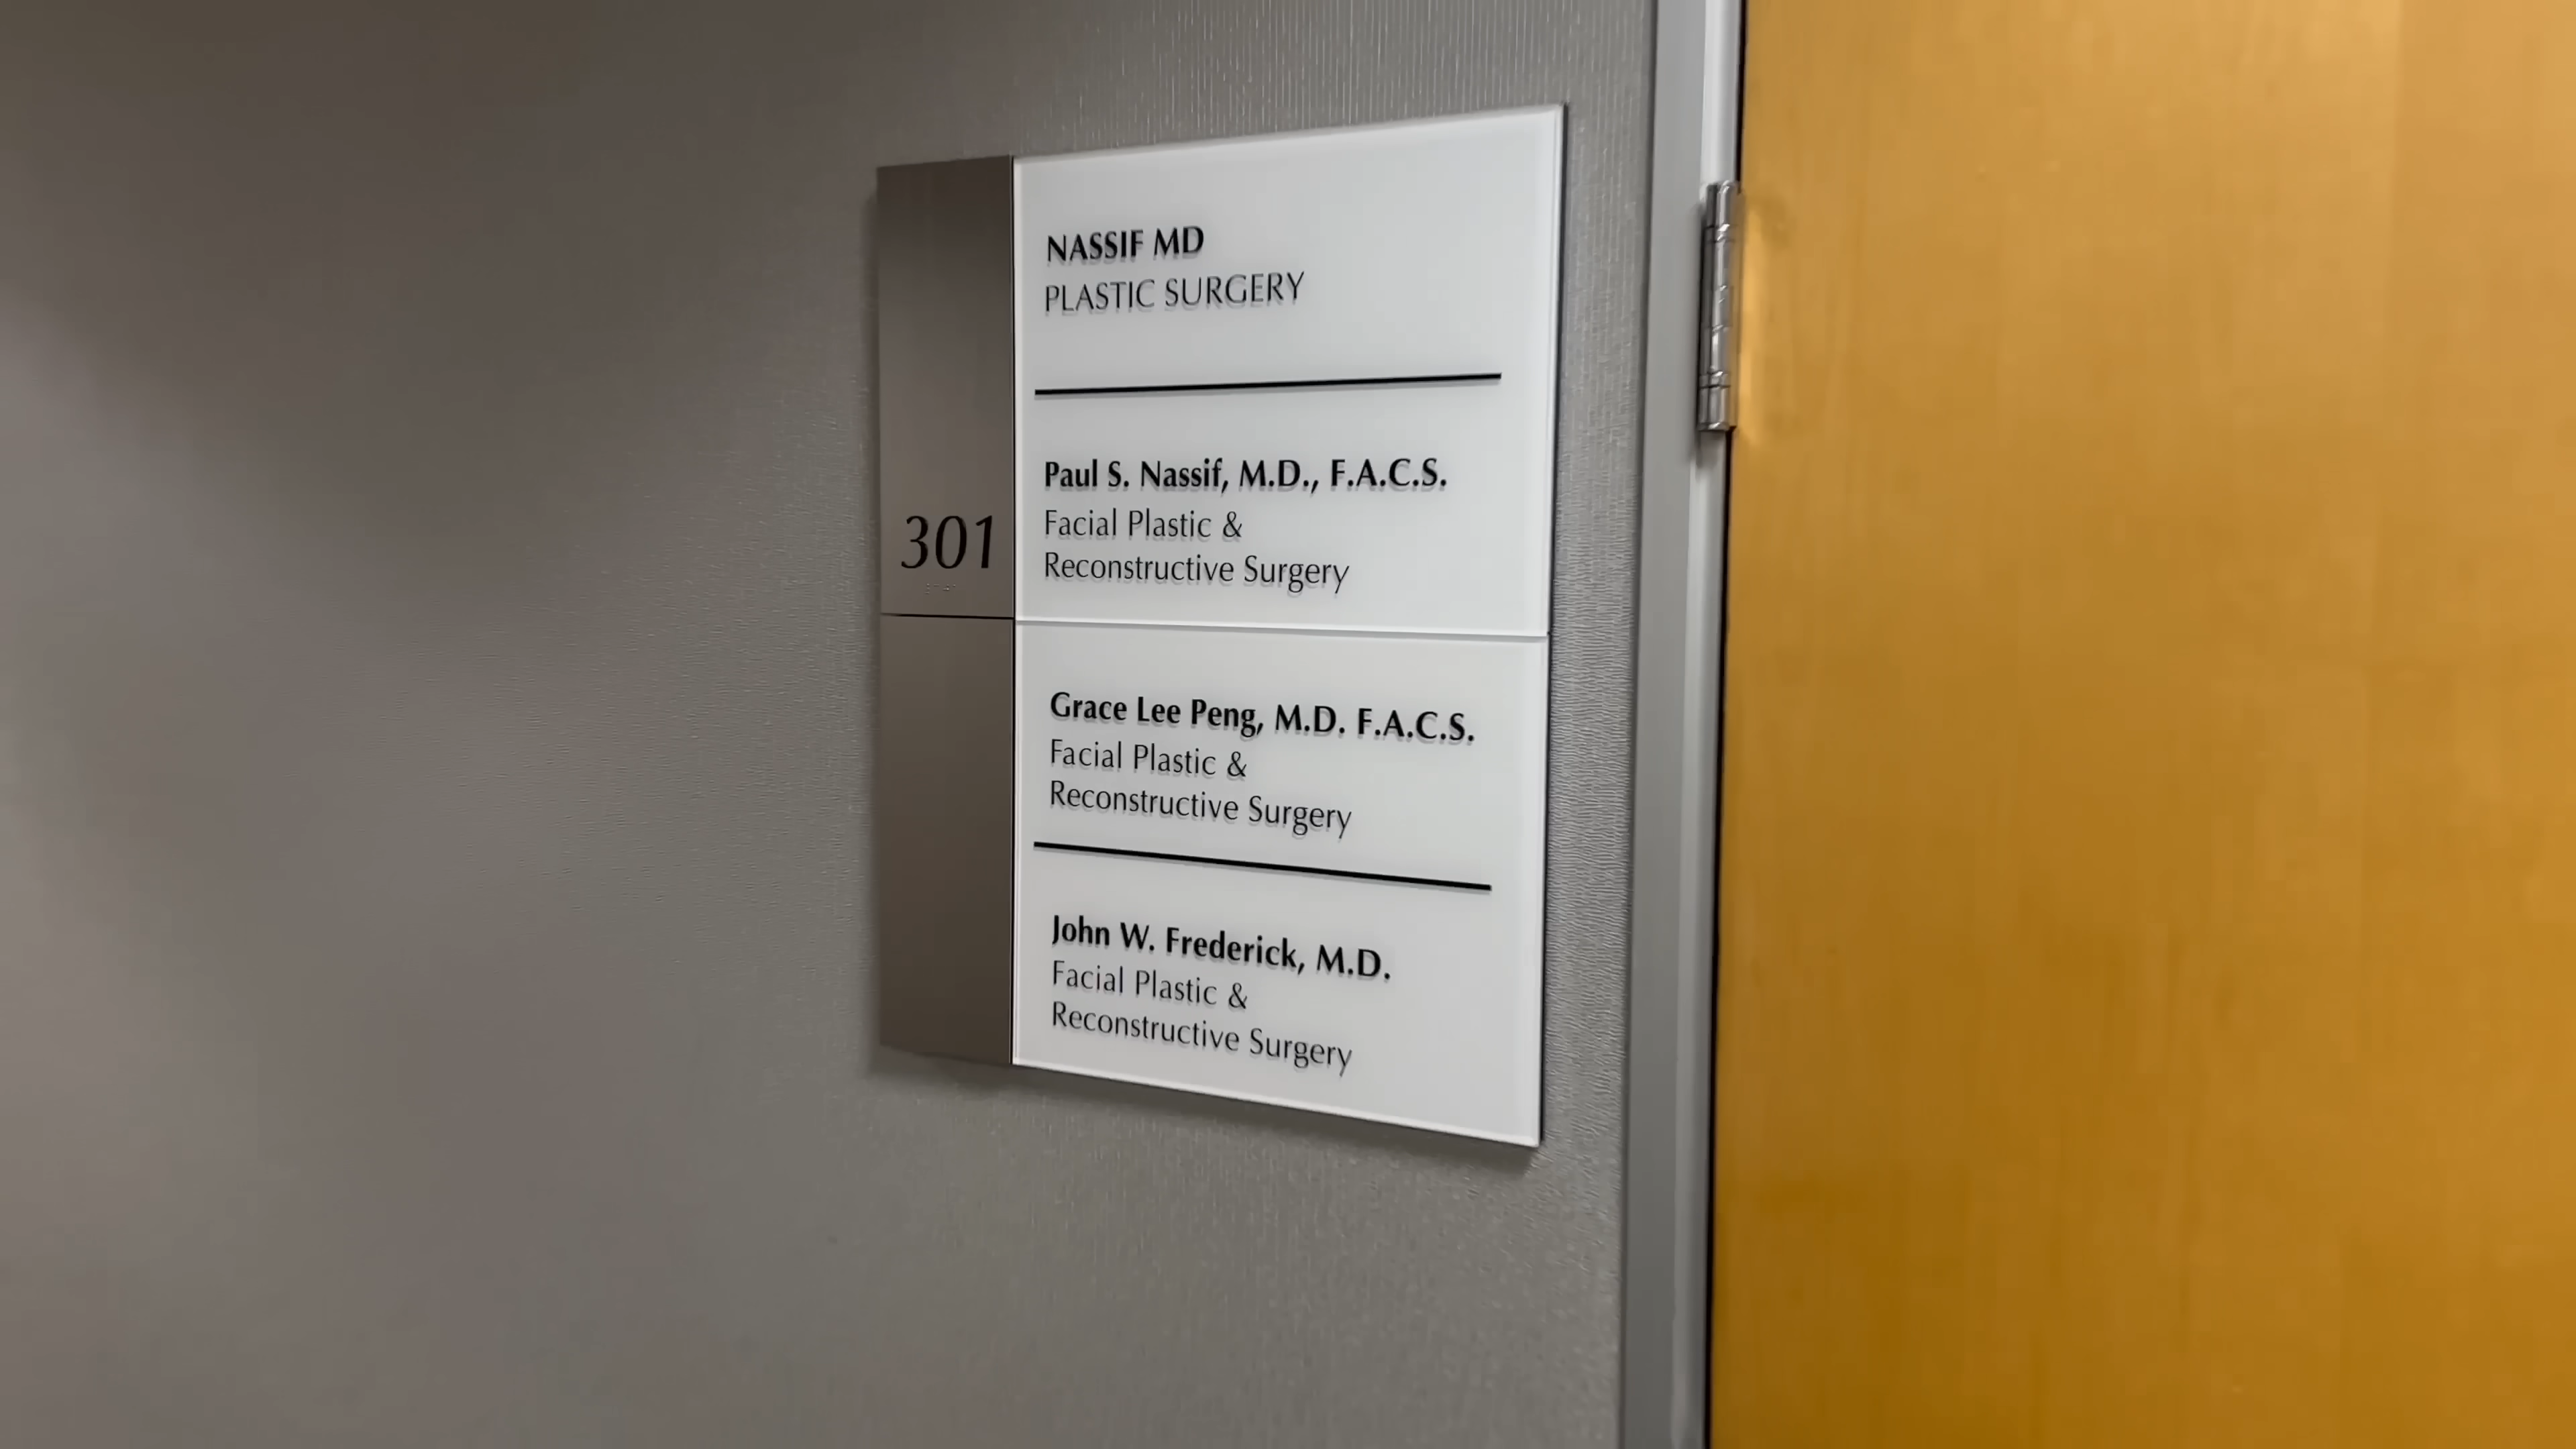 NASSIF MD
PLASTIC SURGERY
301
Paul S. Nassif, M.D., F.A.C.S.
Facial Plastic &
Reconstructive Surgery
Grace Lee Peng, M.D. F.A.C.S.
Facial Plastic &
Reconstructive Surgery
John W. Frederick, M.D.
Facial Plastic &
Reconstructive Surgery